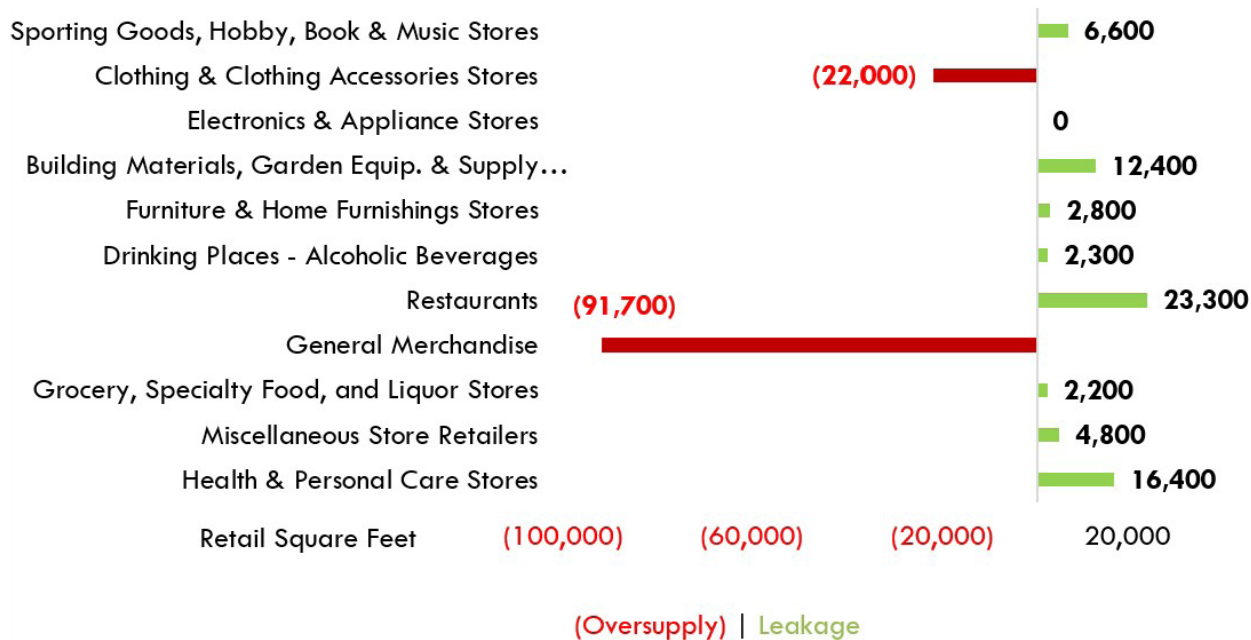 Sporting Goods, Hobby, Book & Music Stores 6,600
Clothing & Clothing Accessories Stores (22,000)
Electronics & Appliance Stores 0
Building Materials, Garden Equip. & Supply... 12,400
Furniture & Home Furnishings Stores 2,800
Drinking Places - Alcoholic Beverages 2,300
Restaurants (91,700) 23,300
General Merchandise
Grocery, Specialty Food, and Liquor Stores 2,200
Miscellaneous Store Retailers 4,800
Health & Personal Care Stores 16,400
Retail Square Feet (100,000) (60,000) (20,000) 20,000
(Oversupply) | Leakage